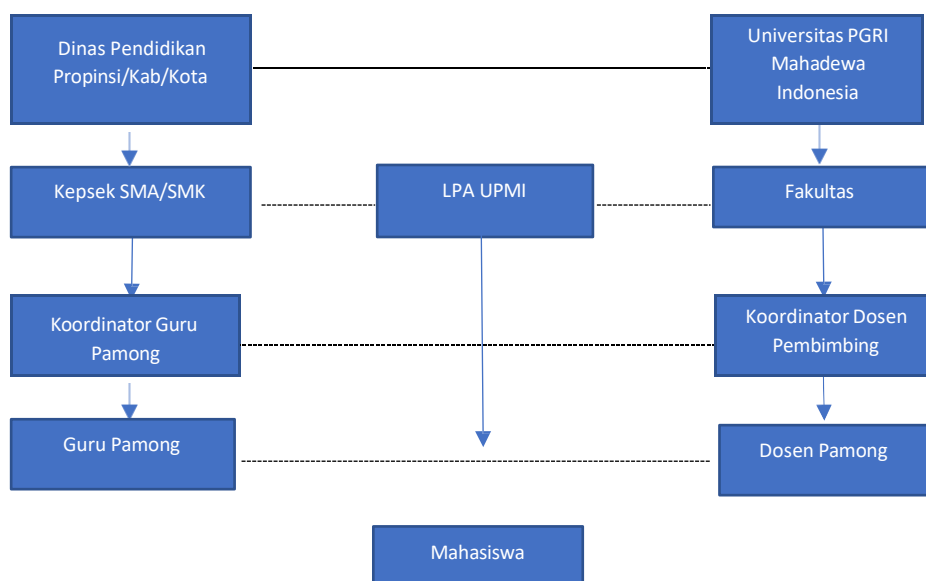 Dinas Pendidikan
Propinsi/Kab/Kota
Universitas PGRI
Mahadewa
Indonesia
Kepsek SMA/SMK
LPA UPMI
Fakultas
Koordinator Guru
Pamong
Koordinator Dosen
Pembimbing
Guru Pamong
Dosen Pamong
Mahasiswa